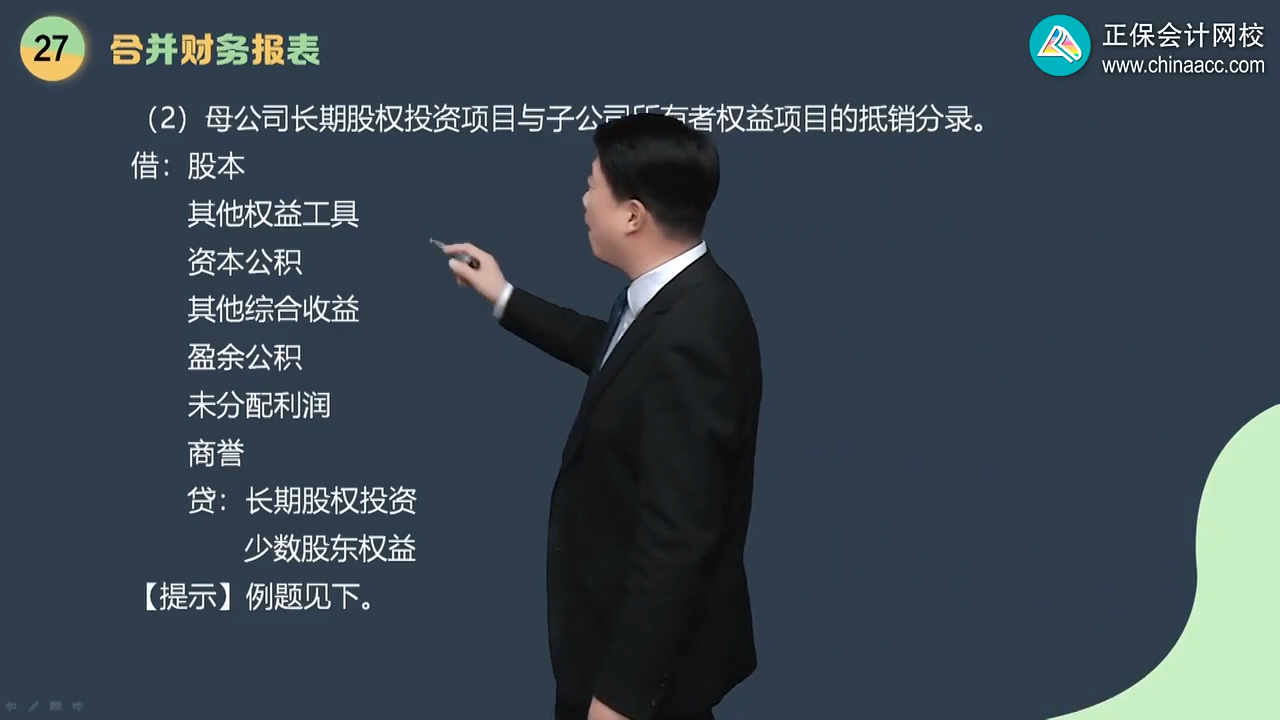 27 合并财务报表
正保会计网校
www.chinaacc.com
（2）母公司长期股权投资项目与子公司所有者权益项目的抵销分录。
借：股本
其他权益工具
资本公积
其他综合收益
盈余公积
未分配利润
商誉
贷：长期股权投资
少数股东权益
【提示】例题见下。